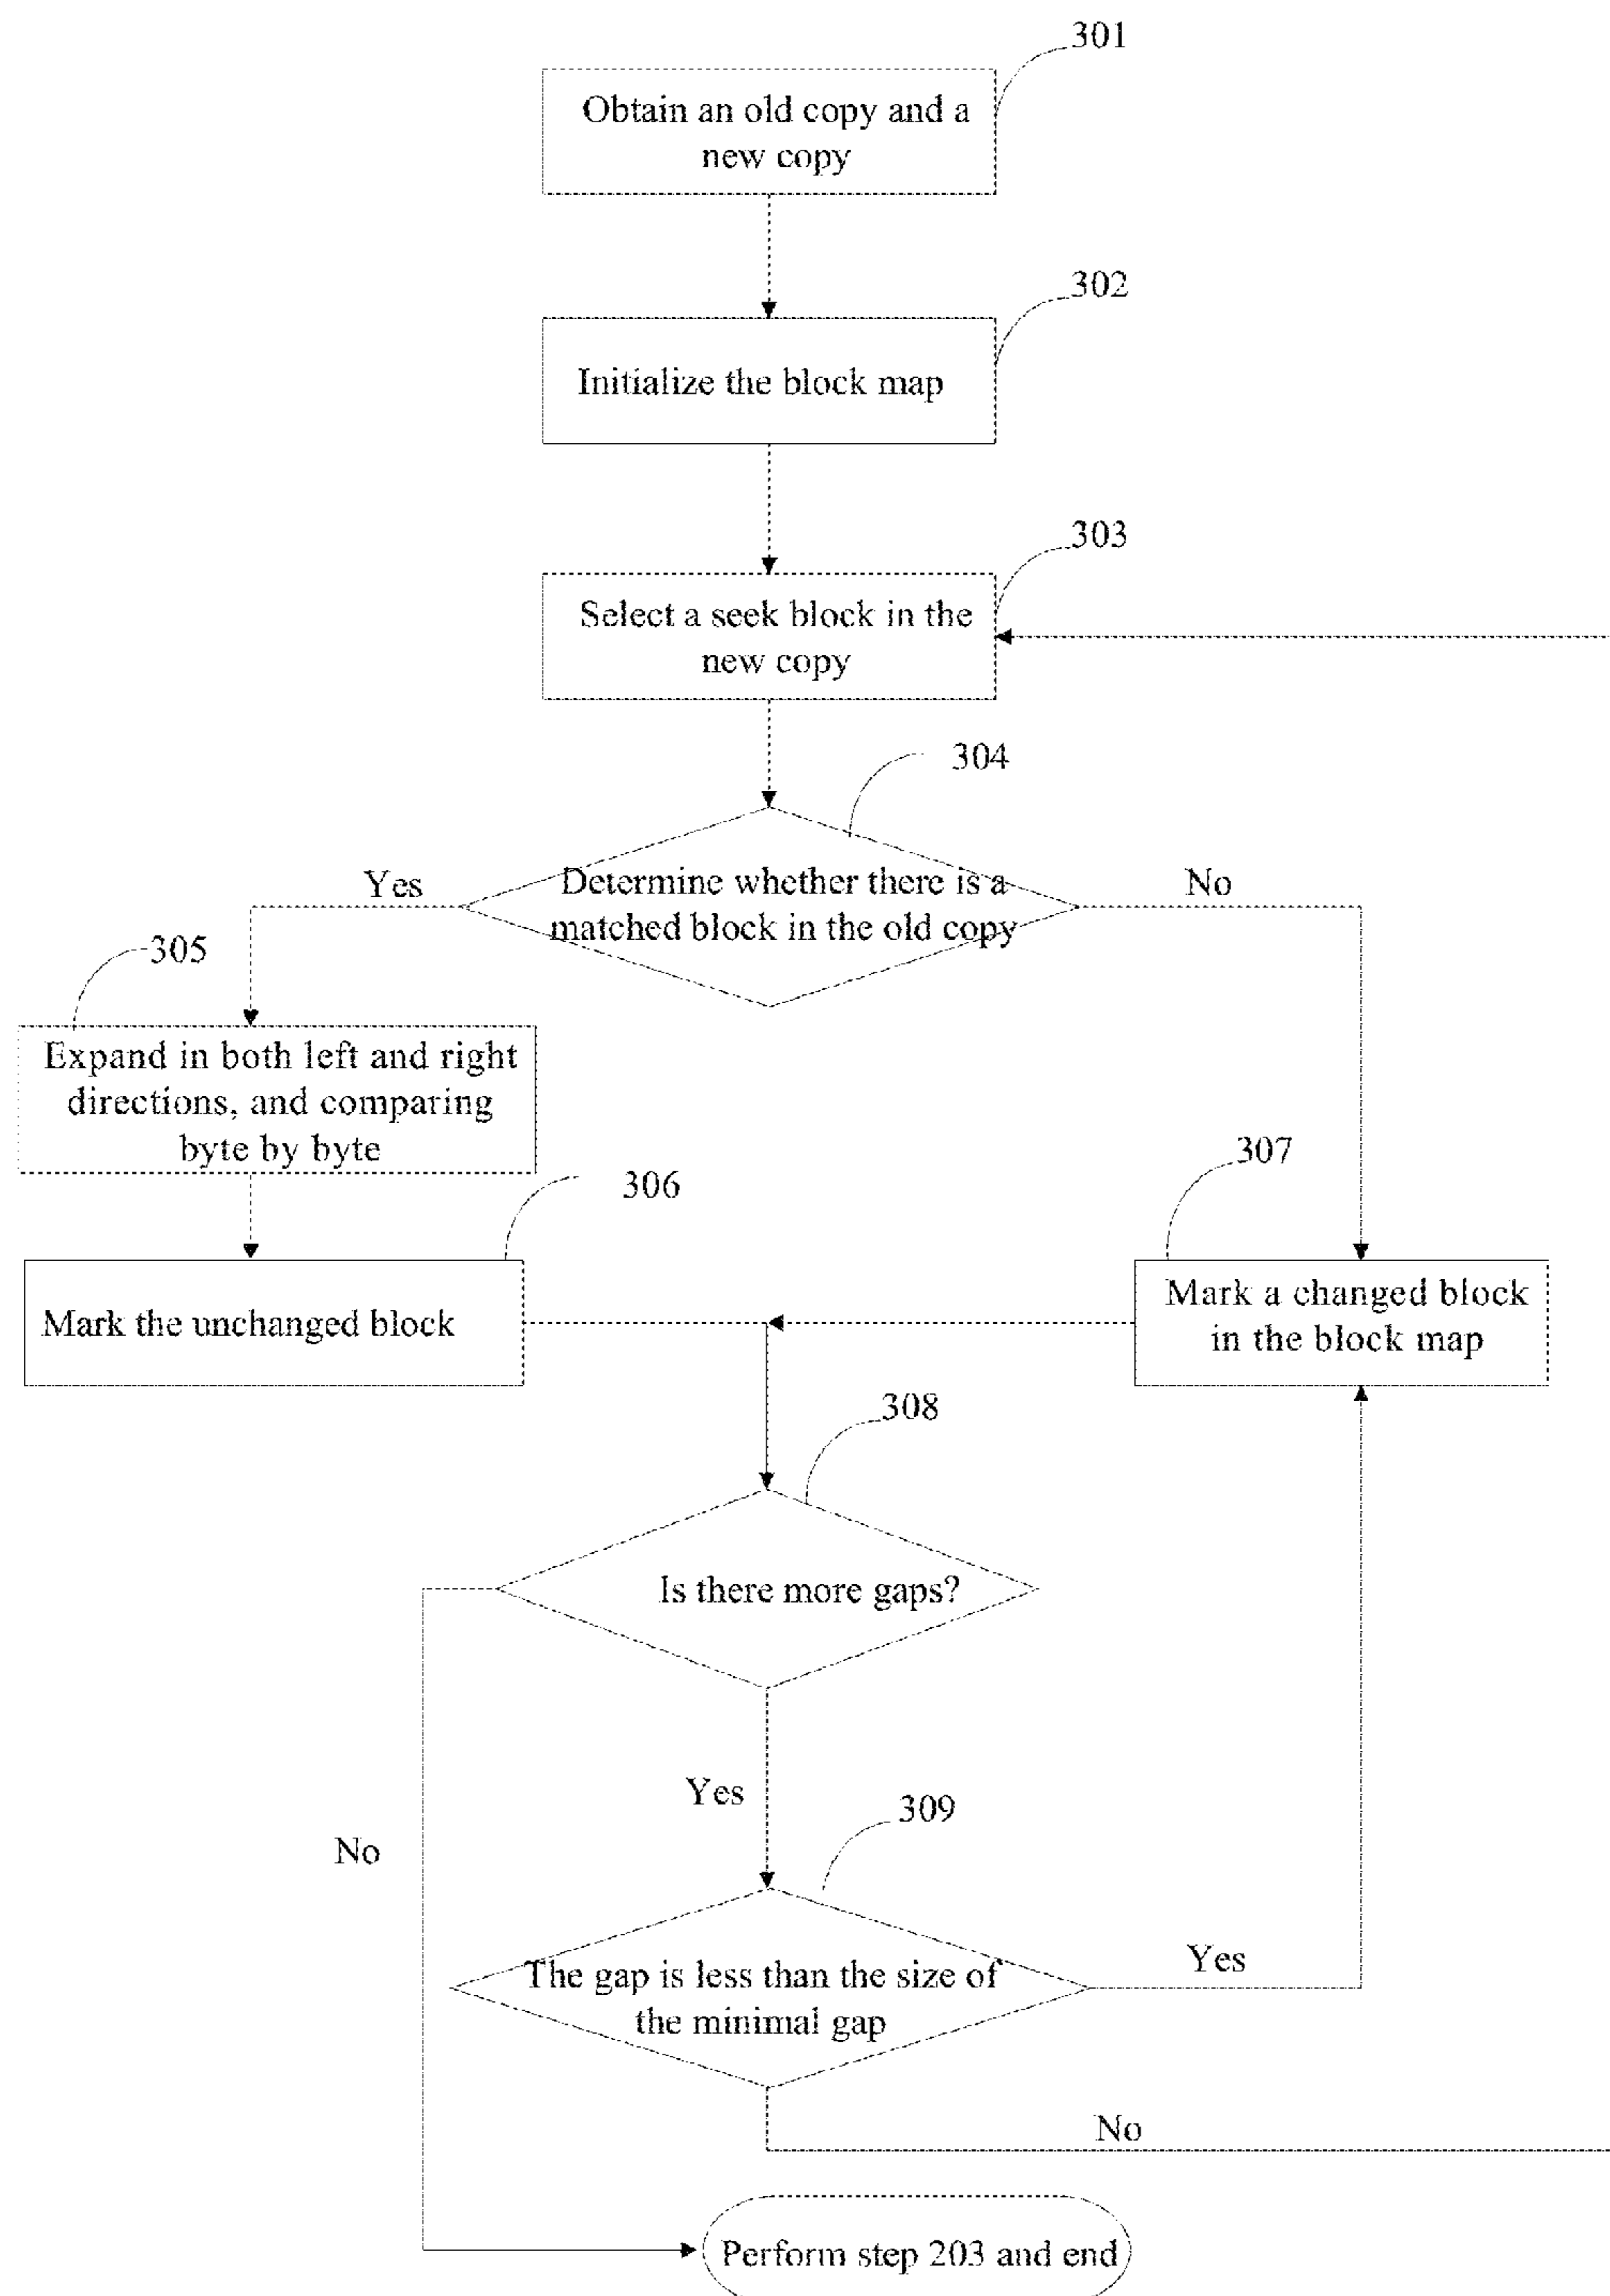 301
Obtain an old copy and a
new copy
302
Initialize the block map
303
Select a seek block in the
new copy
304
Yes
Determine whether there is a
matched block in the old copy
No
305
Expand in both left and right
directions, and comparing
byte by byte
306
307
Mark the unchanged block
Mark a changed block
in the block map
308
Is there more gaps?
Yes
309
No
The gap is less than the size of
the minimal gap
Yes
No
Perform step 203 and end